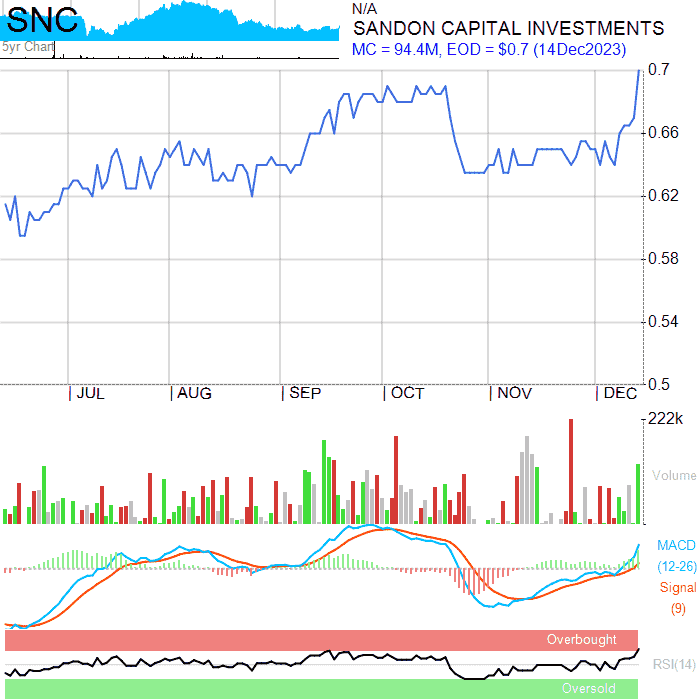 SNC
5yr Chart
N/A
SANDON CAPITAL INVESTMENTS
MC = 94.4M, EOD = $0.7 (14Dec2023)
0.7
0.66
0.62
0.58
0.54
0.5
JUL AUG SEP OCT NOV DEC
222k
Volume
MACD
(12-26)
Signal
(9)
Overbought
RSI(14)
Oversold